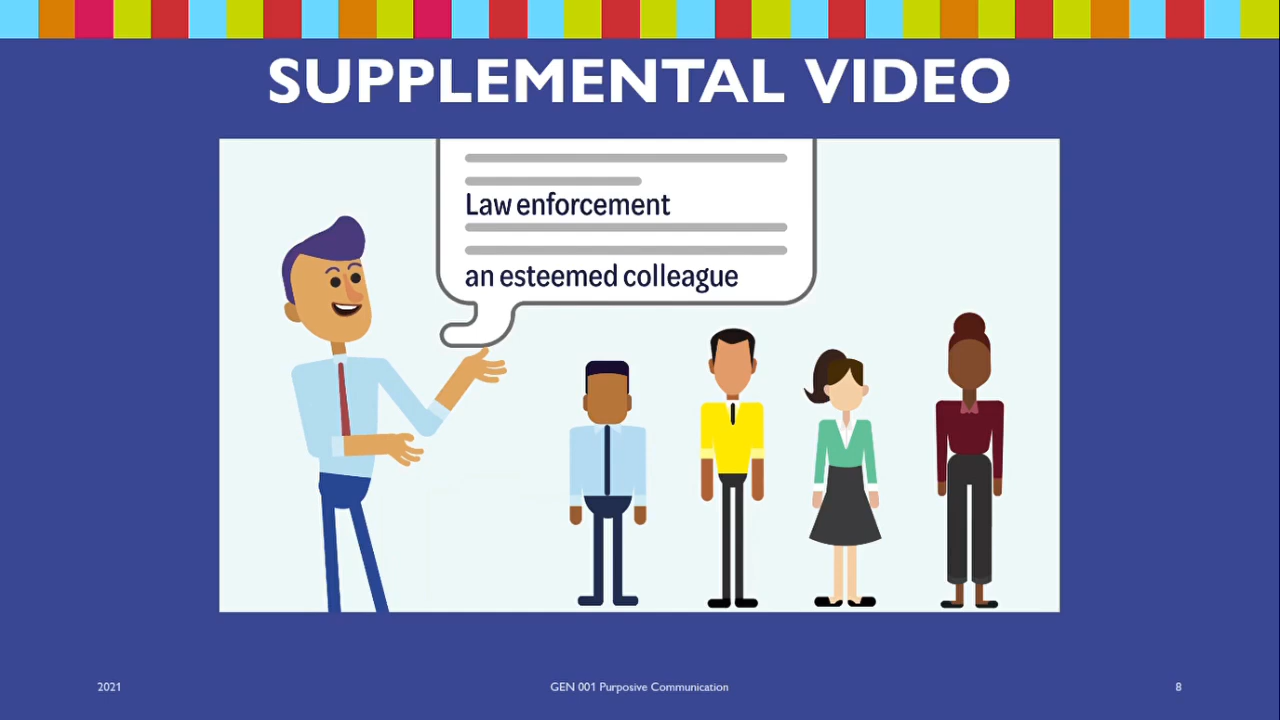 SUPPLEMENTAL VIDEO
Law enforcement
an esteemed colleague
2021
GEN 001 Purposive Communication
8